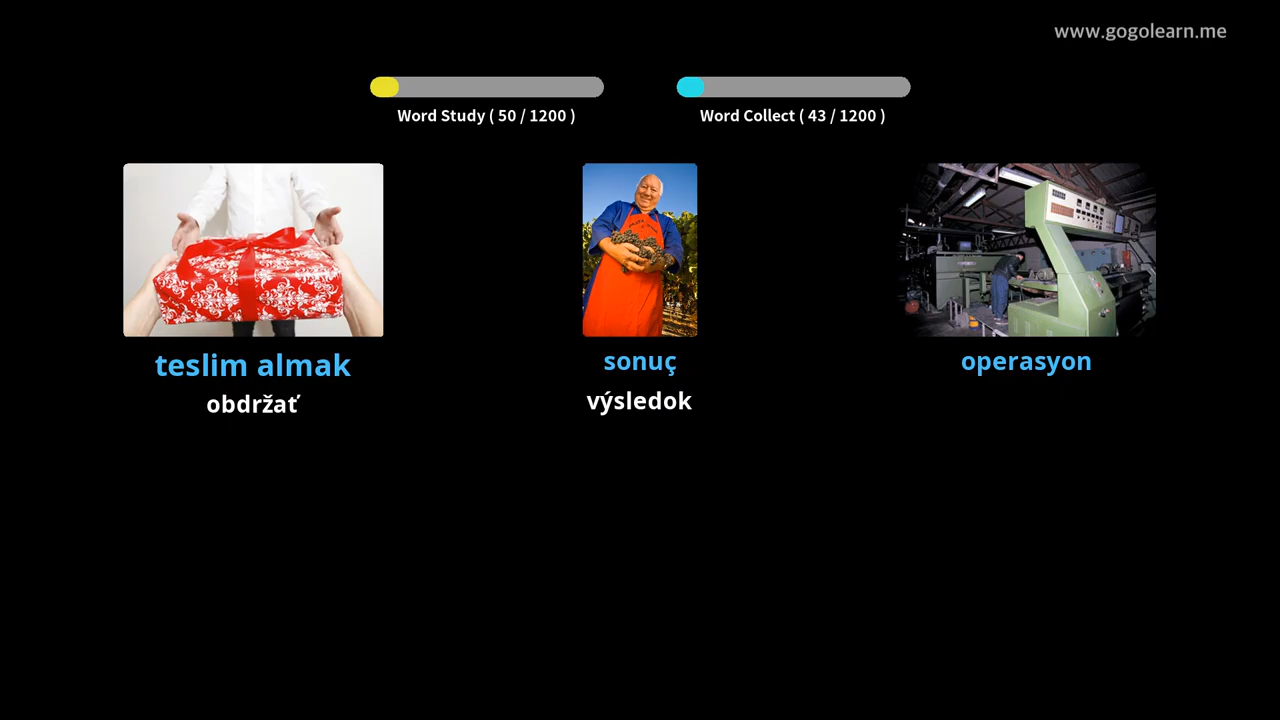 www.gogolearn.me
Word Study ( 50 / 1200 )
Word Collect ( 43 / 1200 )
teslim almak
obdržať
sonuç
výsledok
operasyon